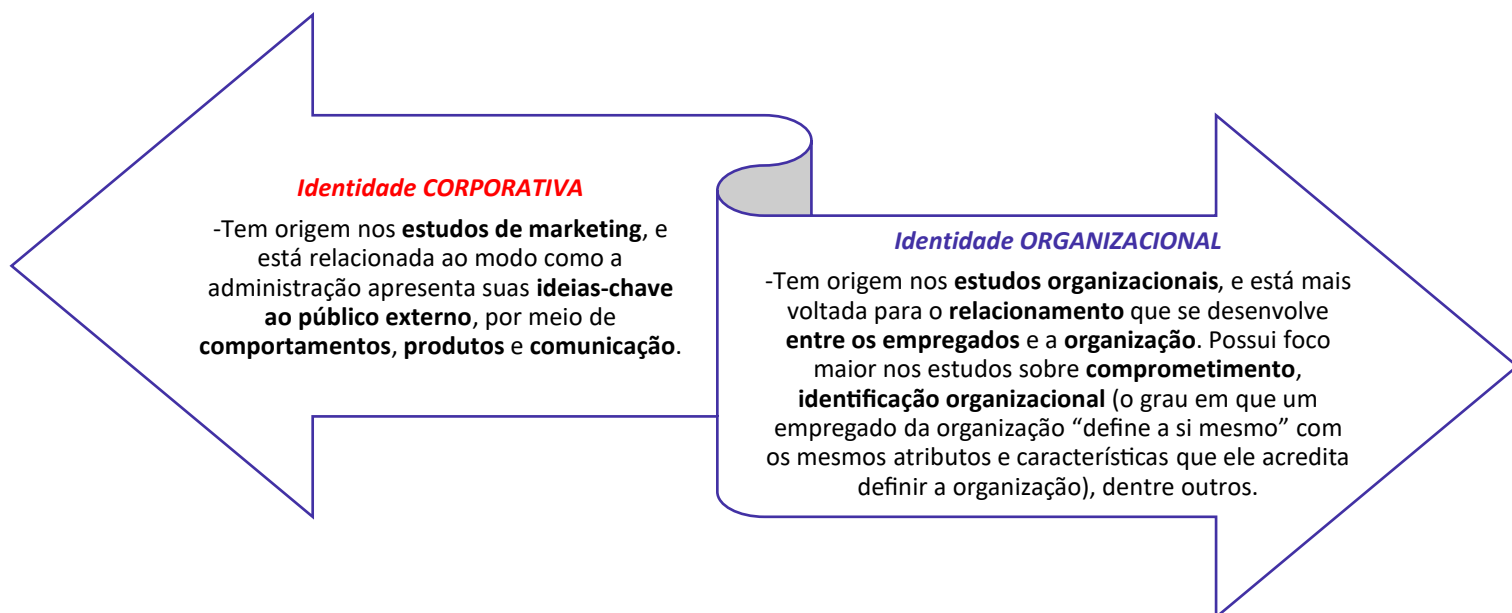 Identidade CORPORATIVA
-Tem origem nos estudos de marketing, e
está relacionada ao modo como a
administração apresenta suas ideias-chave
ao público externo, por meio de
comportamentos, produtos e comunicação.
Identidade ORGANIZACIONAL
-Tem origem nos estudos organizacionais, e está mais
voltada para o relacionamento que se desenvolve
entre os empregados e a organização. Possui foco
maior nos estudos sobre comprometimento,
identificação organizacional (o grau em que um
empregado da organização “define a si mesmo” com
os mesmos atributos e características que ele acredita
definir a organização), dentre outros.